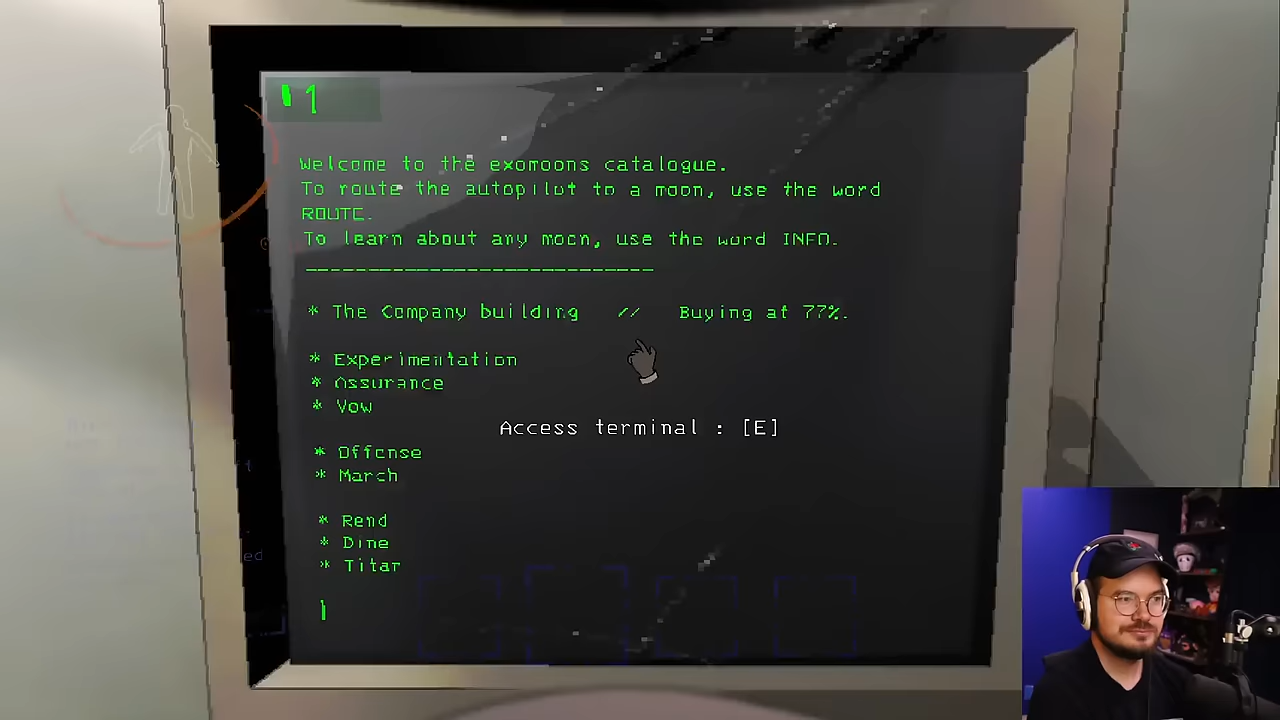 1
Welcome to the exomoons catalogue.
To route the autopilot to a moon, use the word
ROUTE.
To learn about any moon, use the word INFO.
----------------------------
* The Company building // Buying at 77%.
* Experimentation
* Assurance
* Vow
Access terminal : [E]
* Offense
* March
* Rend
* Dine
* Titan